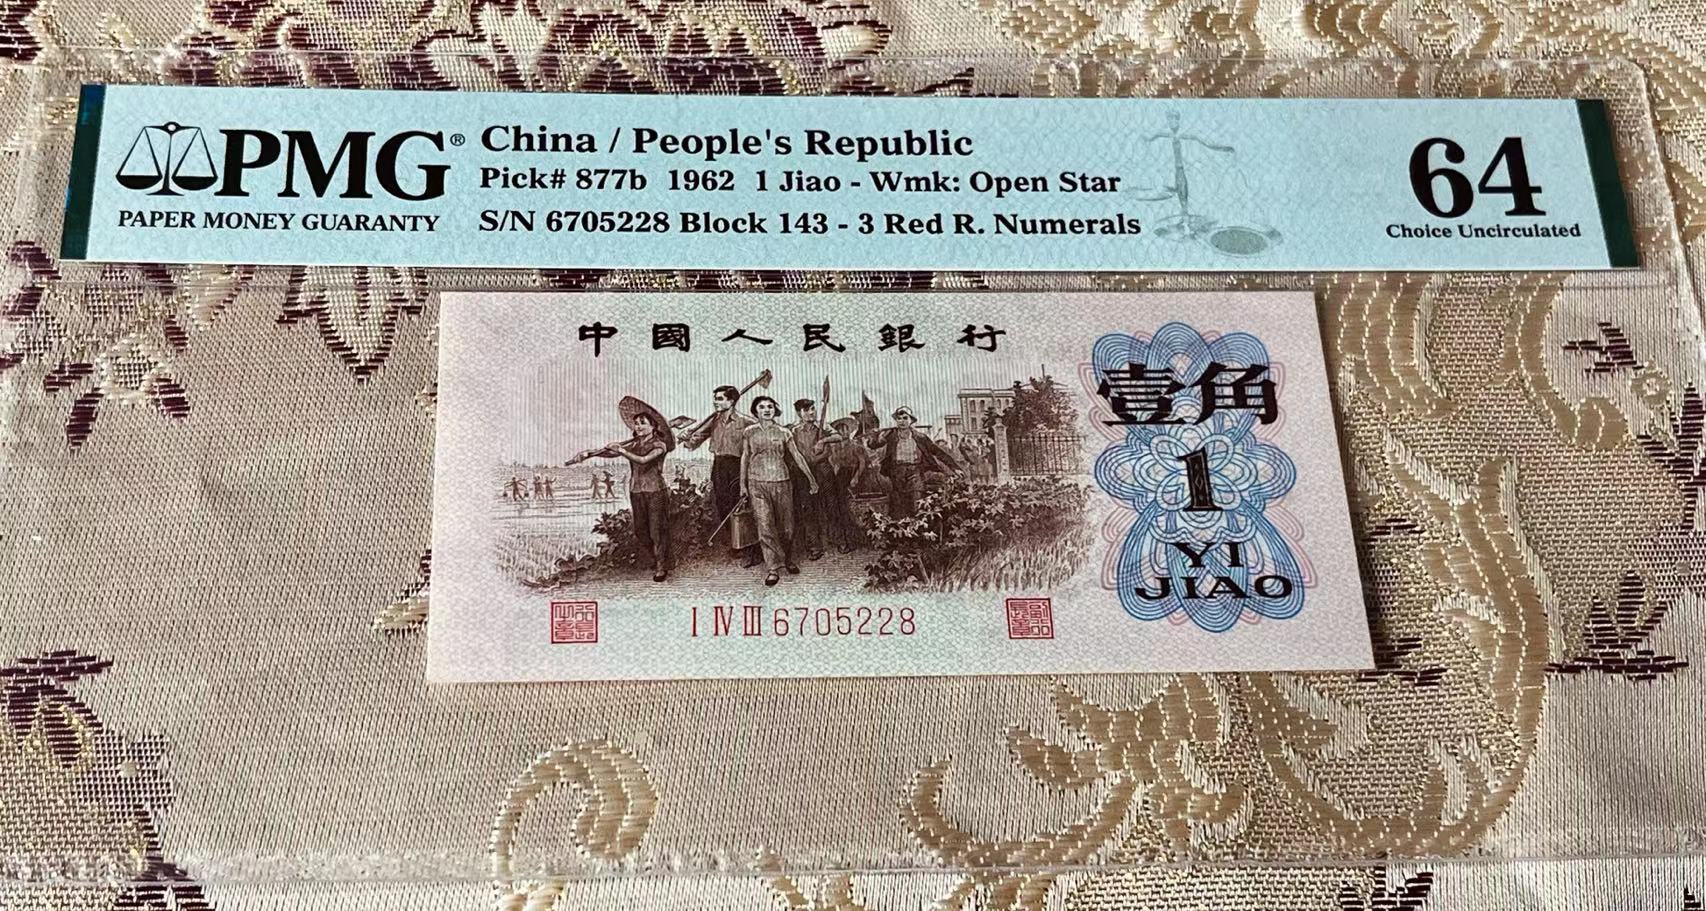 PMG®
PAPER MONEY GUARANTY
China / People's Republic
Pick# 877b 1962 1 Jiao - Wmk: Open Star
S/N 6705228 Block 143 - 3 Red R. Numerals
64
Choice Uncirculated
中國人民銀行
壹角
1
YI
JIAO
I IV III 6705228